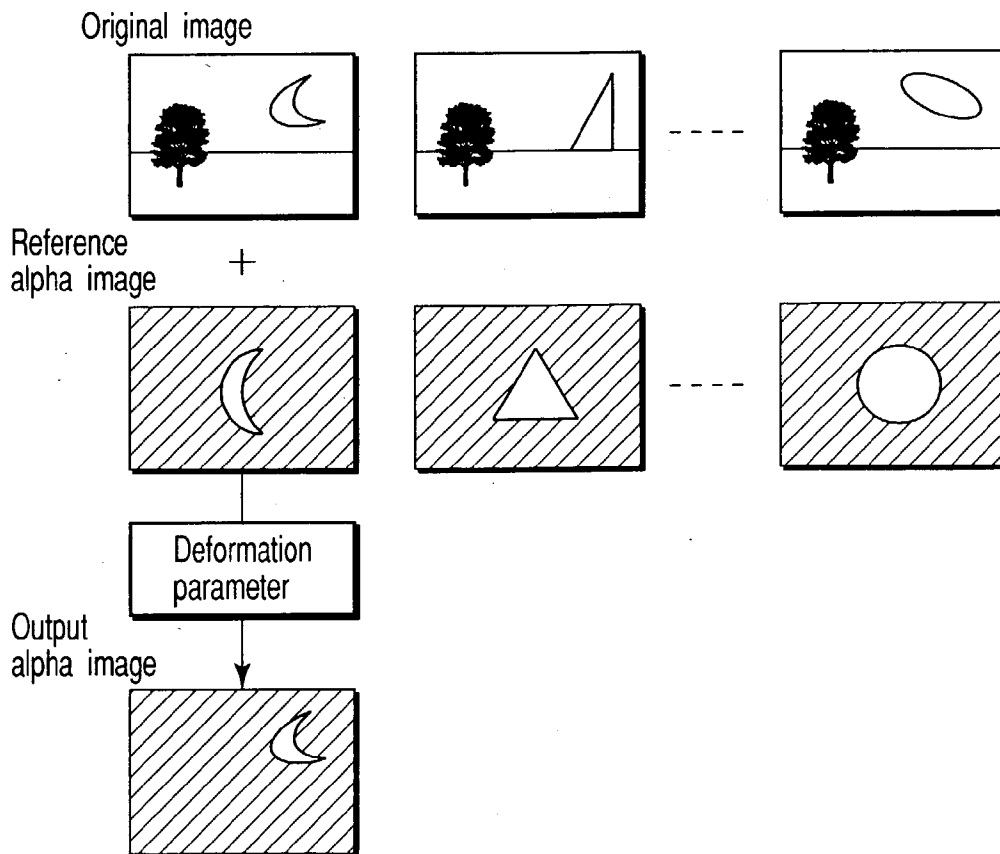 Original image
Reference
alpha image
Deformation
parameter
Output
alpha image